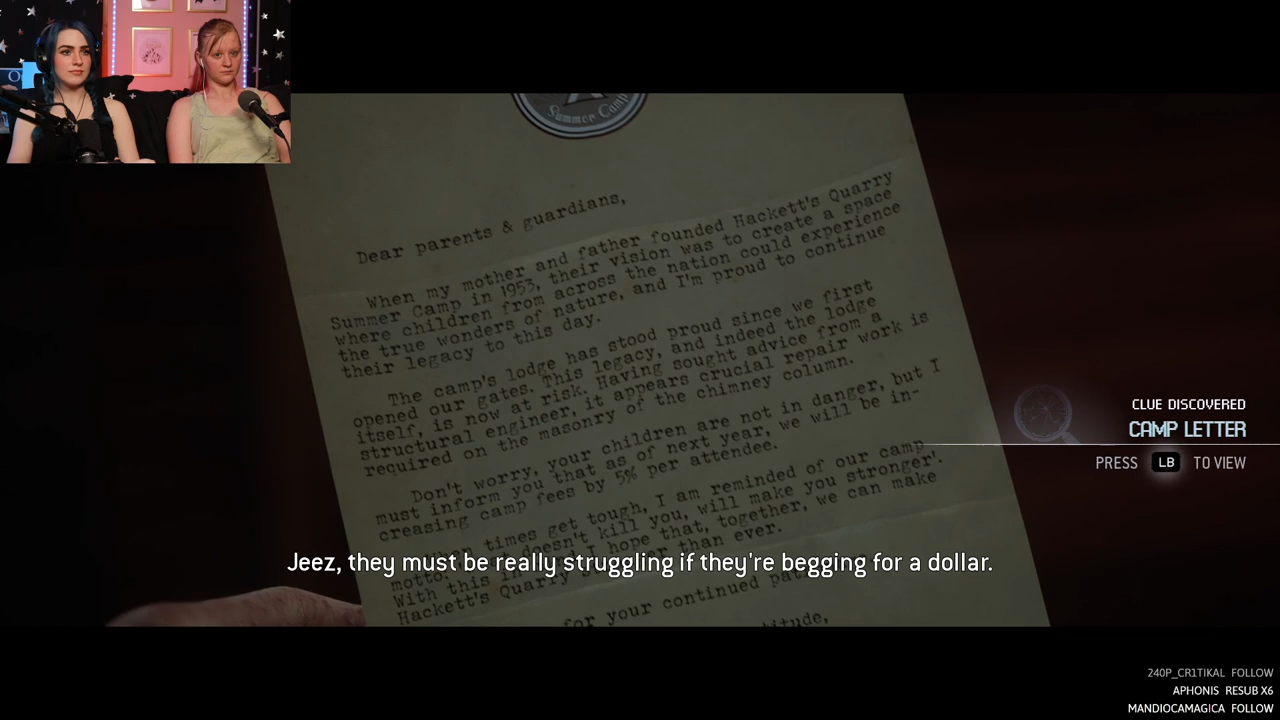 Summer Camp
Dear parents & guardians,
When my mother and father founded Hackett's Quarry
Summer Camp in 1953, their vision was to create a space
where children from across the nation could experience
the true wonders of nature, and I'm proud to continue
their legacy to this day.
The camp's lodge has stood proud since we first
opened our gates. This legacy, and indeed the lodge
itself, is now at risk. Having sought advice from a
structural engineer, it appears crucial repair work is
required on the masonry of the chimney column.
Don't worry, your children are not in danger, but I
must inform you that as of next year, we will be in-
creasing camp fees by 5% per attendee.
When times get tough, I am reminded of our camp
motto: doesn't kill you, will make you stronger'.
With this in I hope that, together, we can make
Hackett's Quarry than ever.
for your continued
CLUE DISCOVERED
CAMP LETTER
PRESS LB TO VIEW
Jeez, they must be really struggling if they're begging for a dollar.
240P_CR1TIKAL FOLLOW
APHONIS RESUB X6
MANDIOCAMAGICA FOLLOW